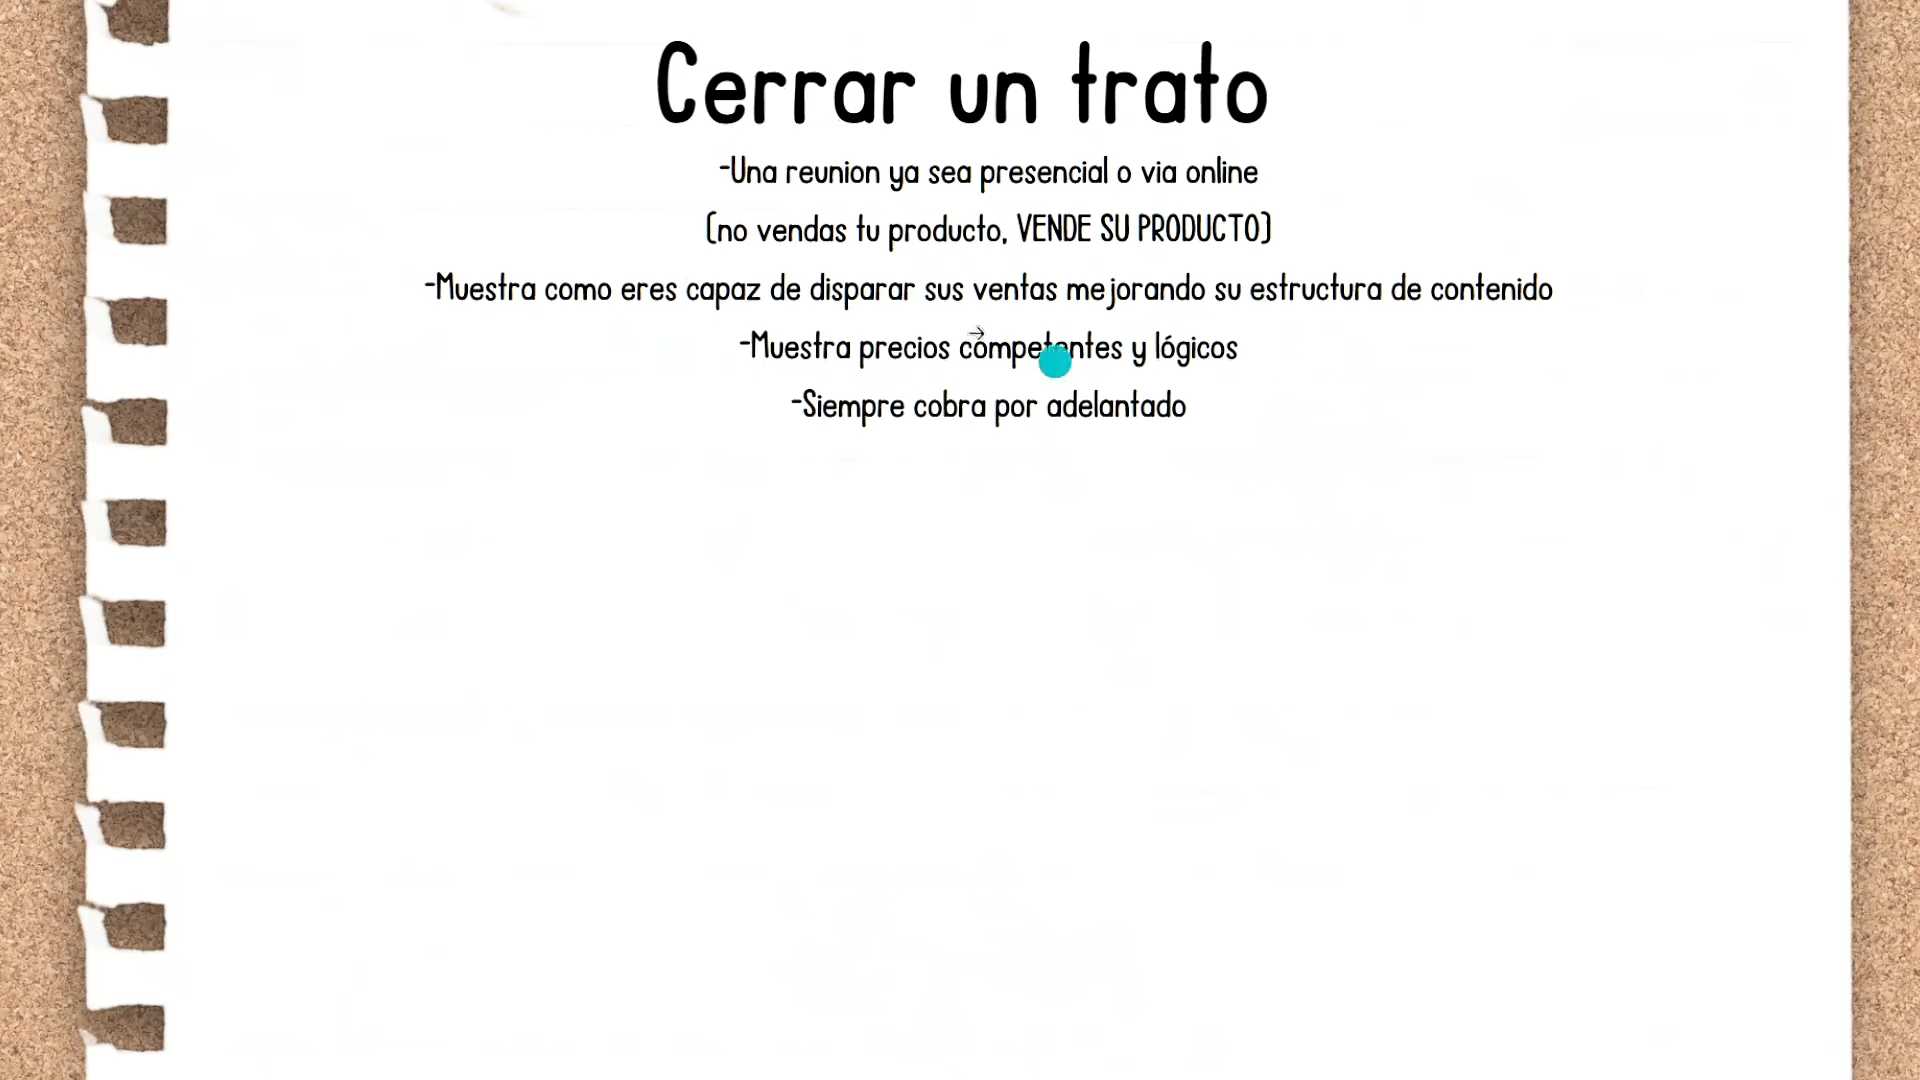 Cerrar un trato
-Una reunion ya sea presencial o via online
(no vendas tu producto, VENDE SU PRODUCTO)
-Muestra como eres capaz de disparar sus ventas mejorando su estructura de contenido
-Muestra precios competentes y lógicos
-Siempre cobra por adelantado